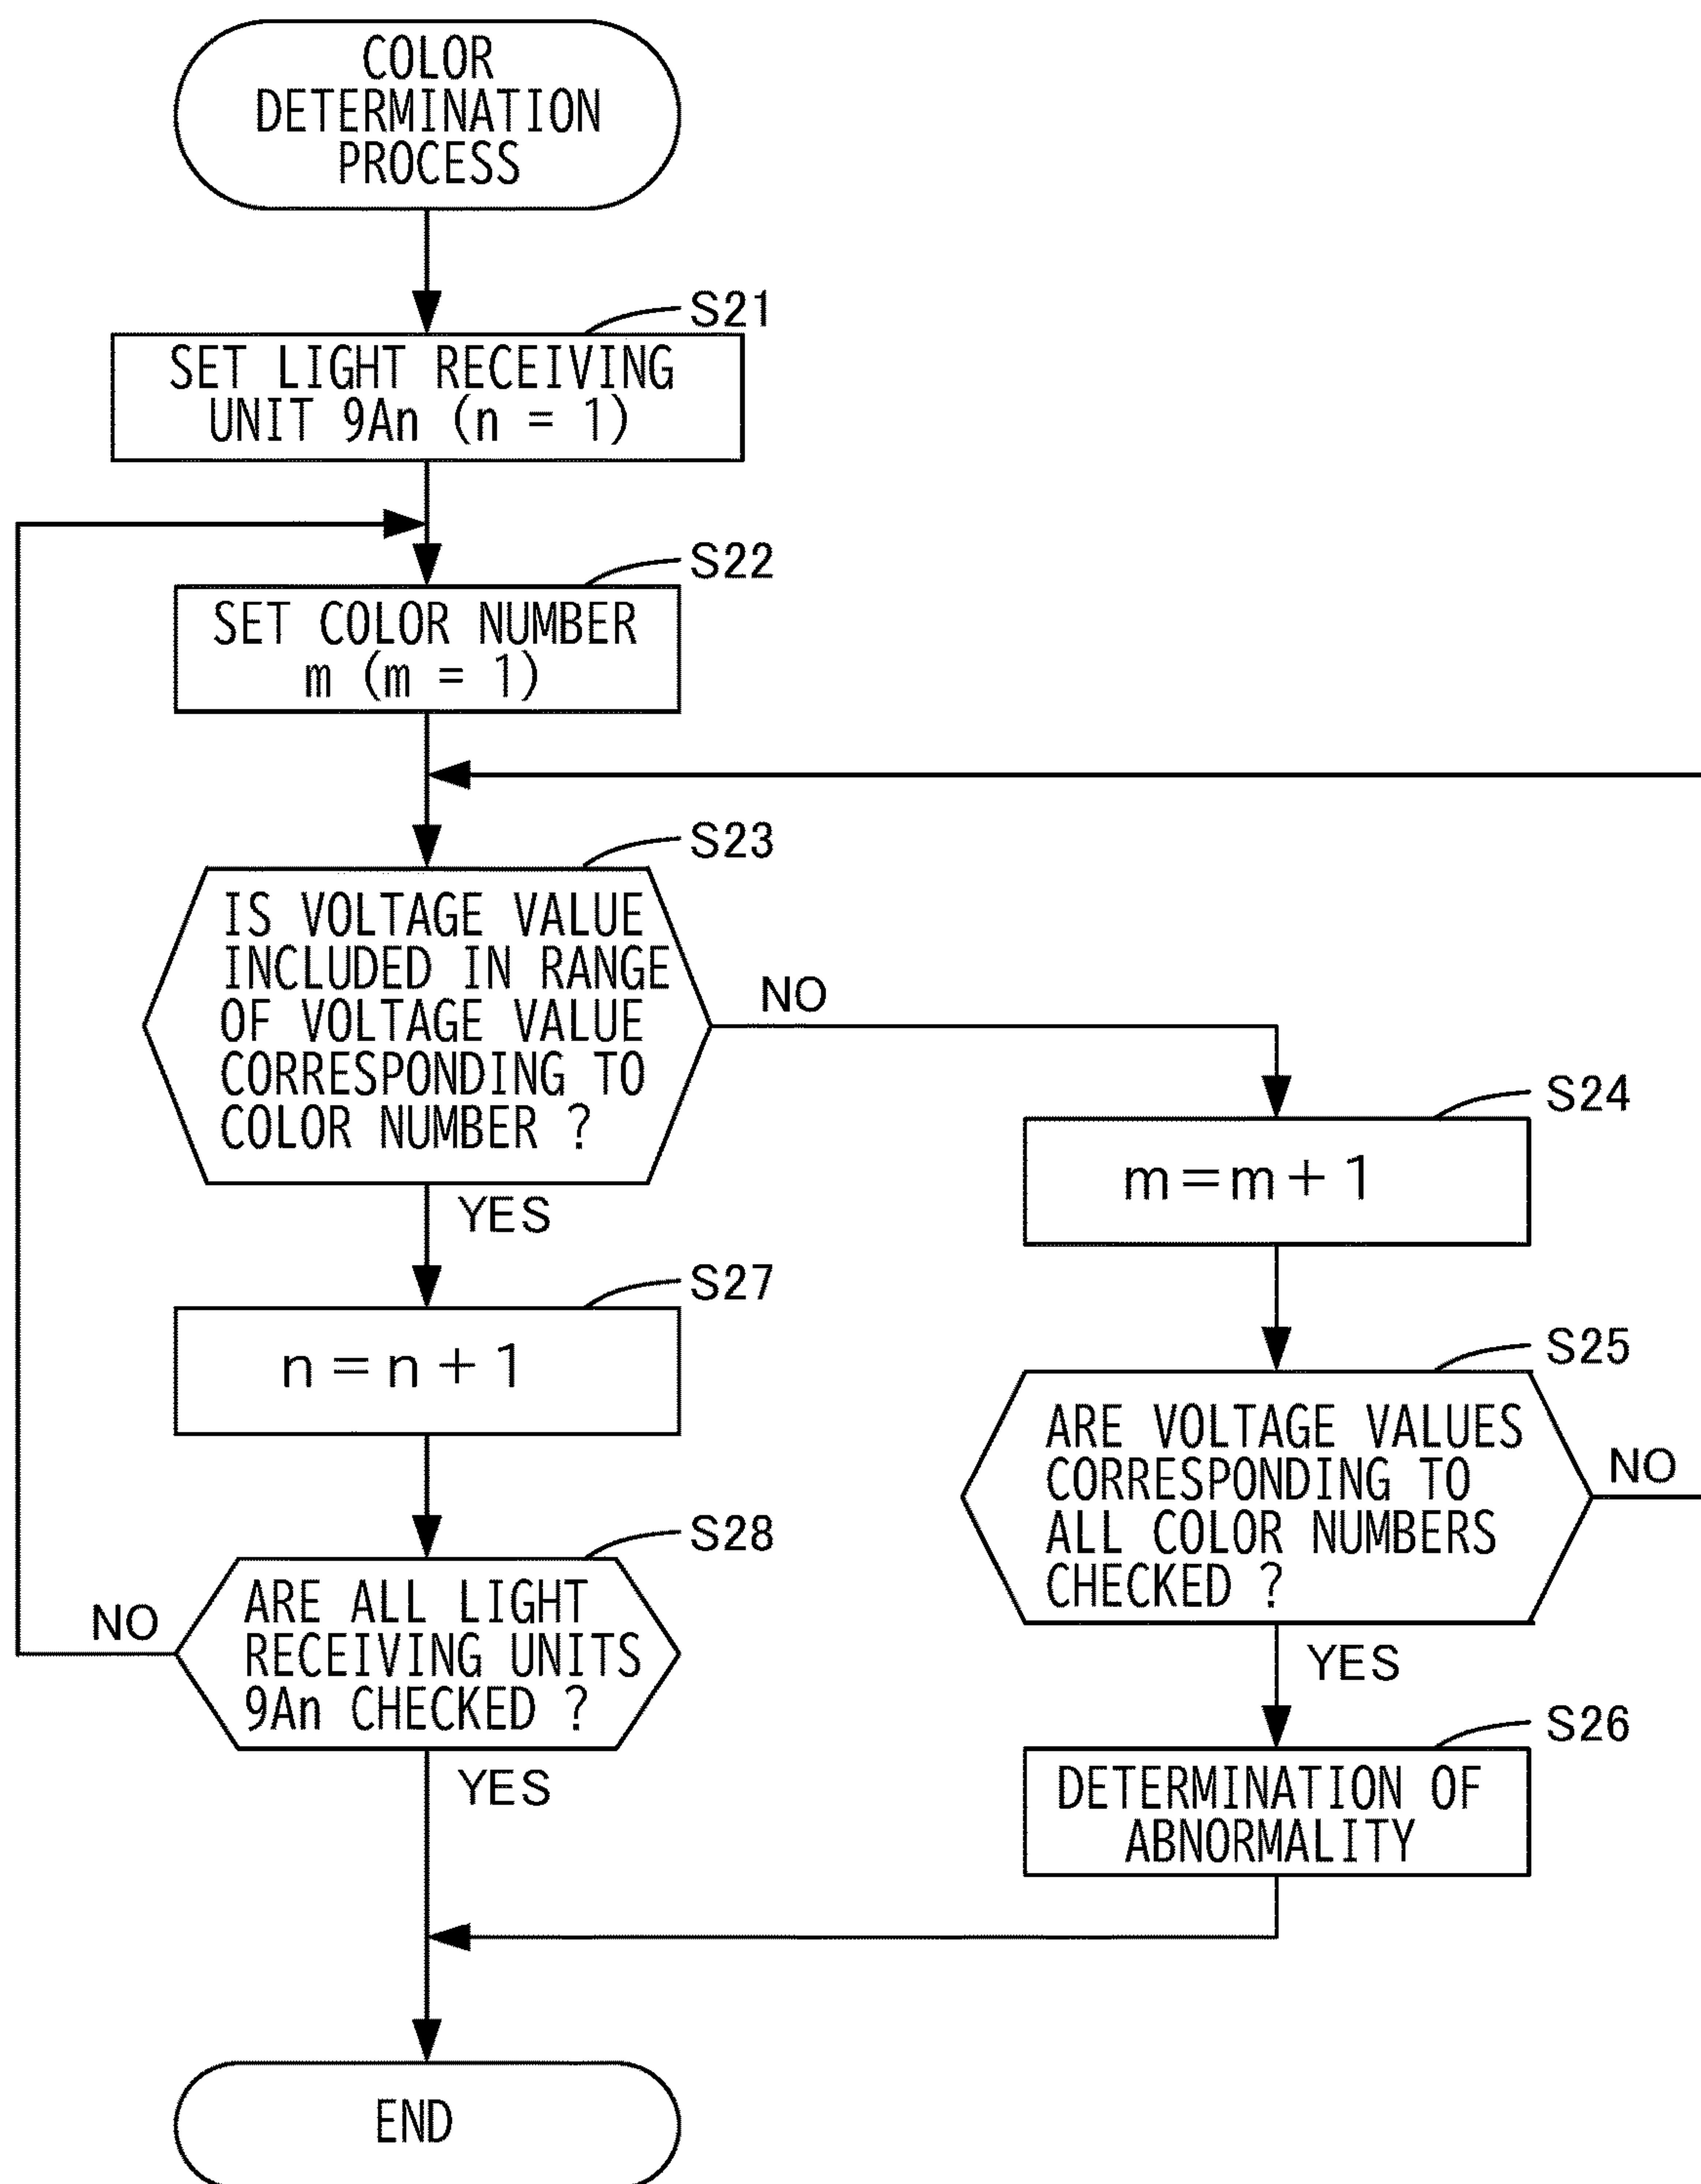 COLOR
DETERMINATION
PROCESS
S21
SET LIGHT RECEIVING
UNIT 9An (n = 1)
S22
SET COLOR NUMBER
m (m = 1)
S23
IS VOLTAGE VALUE
INCLUDED IN RANGE
OF VOLTAGE VALUE
CORRESPONDING TO
COLOR NUMBER ?
NO
YES
S24
m=m+1
S25
ARE VOLTAGE VALUES
CORRESPONDING TO
ALL COLOR NUMBERS
CHECKED ?
NO
YES
S26
DETERMINATION OF
ABNORMALITY
S27
n=n+1
S28
ARE ALL LIGHT
RECEIVING UNITS
9An CHECKED ?
NO
YES
END